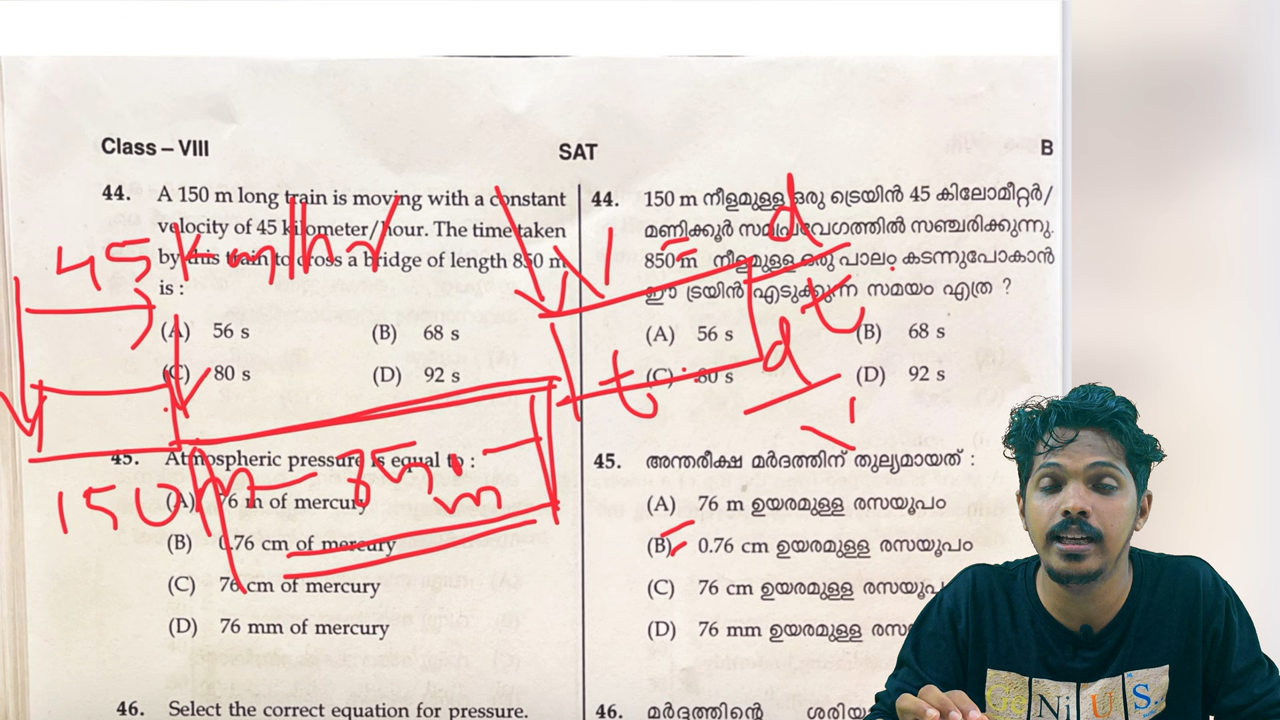 Class – VIII
SAT
B
44. A 150 m long train is moving with a constant
velocity of 45 kilometer/hour. The time taken
by this train to cross a bridge of length 850 m
is :
(A) 56 s
(B) 68 s
(C) 80 s
(D) 92 s
45. Atmospheric pressure is equal to :
(A) 76 m of mercury
(B) 0.76 cm of mercury
(C) 76 cm of mercury
(D) 76 mm of mercury
46. Select the correct equation for pressure.
44. 150 m നീളമുള്ള ഒരു ട്രെയിൻ 45 കിലോമീറ്റർ/
മണിക്കൂർ സമപ്രവേഗത്തിൽ സഞ്ചരിക്കുന്നു.
850 m നീളമുള്ള ഒരു പാലം കടന്നുപോകാൻ
ഈ ട്രയിൻ എടുക്കുന്ന സമയം എത്ര ?
(A) 56 s
(B) 68 s
(C) 80 s
(D) 92 s
45. അന്തരീക്ഷ മർദത്തിന് തുല്യമായത് :
(A) 76 m ഉയരമുള്ള രസയൂപം
(B) 0.76 cm ഉയരമുള്ള രസയൂപം
(C) 76 cm ഉയരമുള്ള
(D) 76 mm ഉയരമുള്ള
46. മർദത്തിന്റെ
45 km/hr
d
t
t
d
150 m
GENIUS.